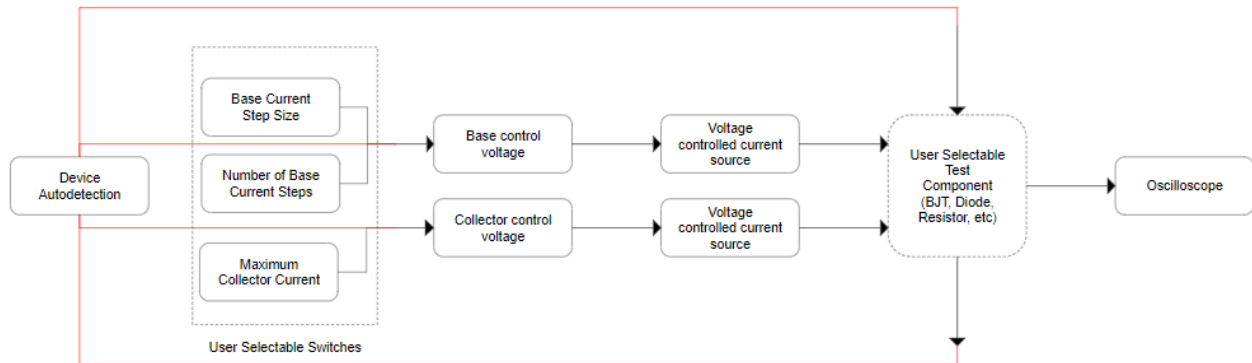 Base Current
Step Size
Number of Base
Current Steps
Maximum
Collector Current
User Selectable Switches
Device
Autodetection
Base control
voltage
Collector control
voltage
Voltage
controlled current
source
Voltage
controlled current
source
User Selectable
Test
Component
(BJT, Diode,
Resistor, etc)
Oscilloscope